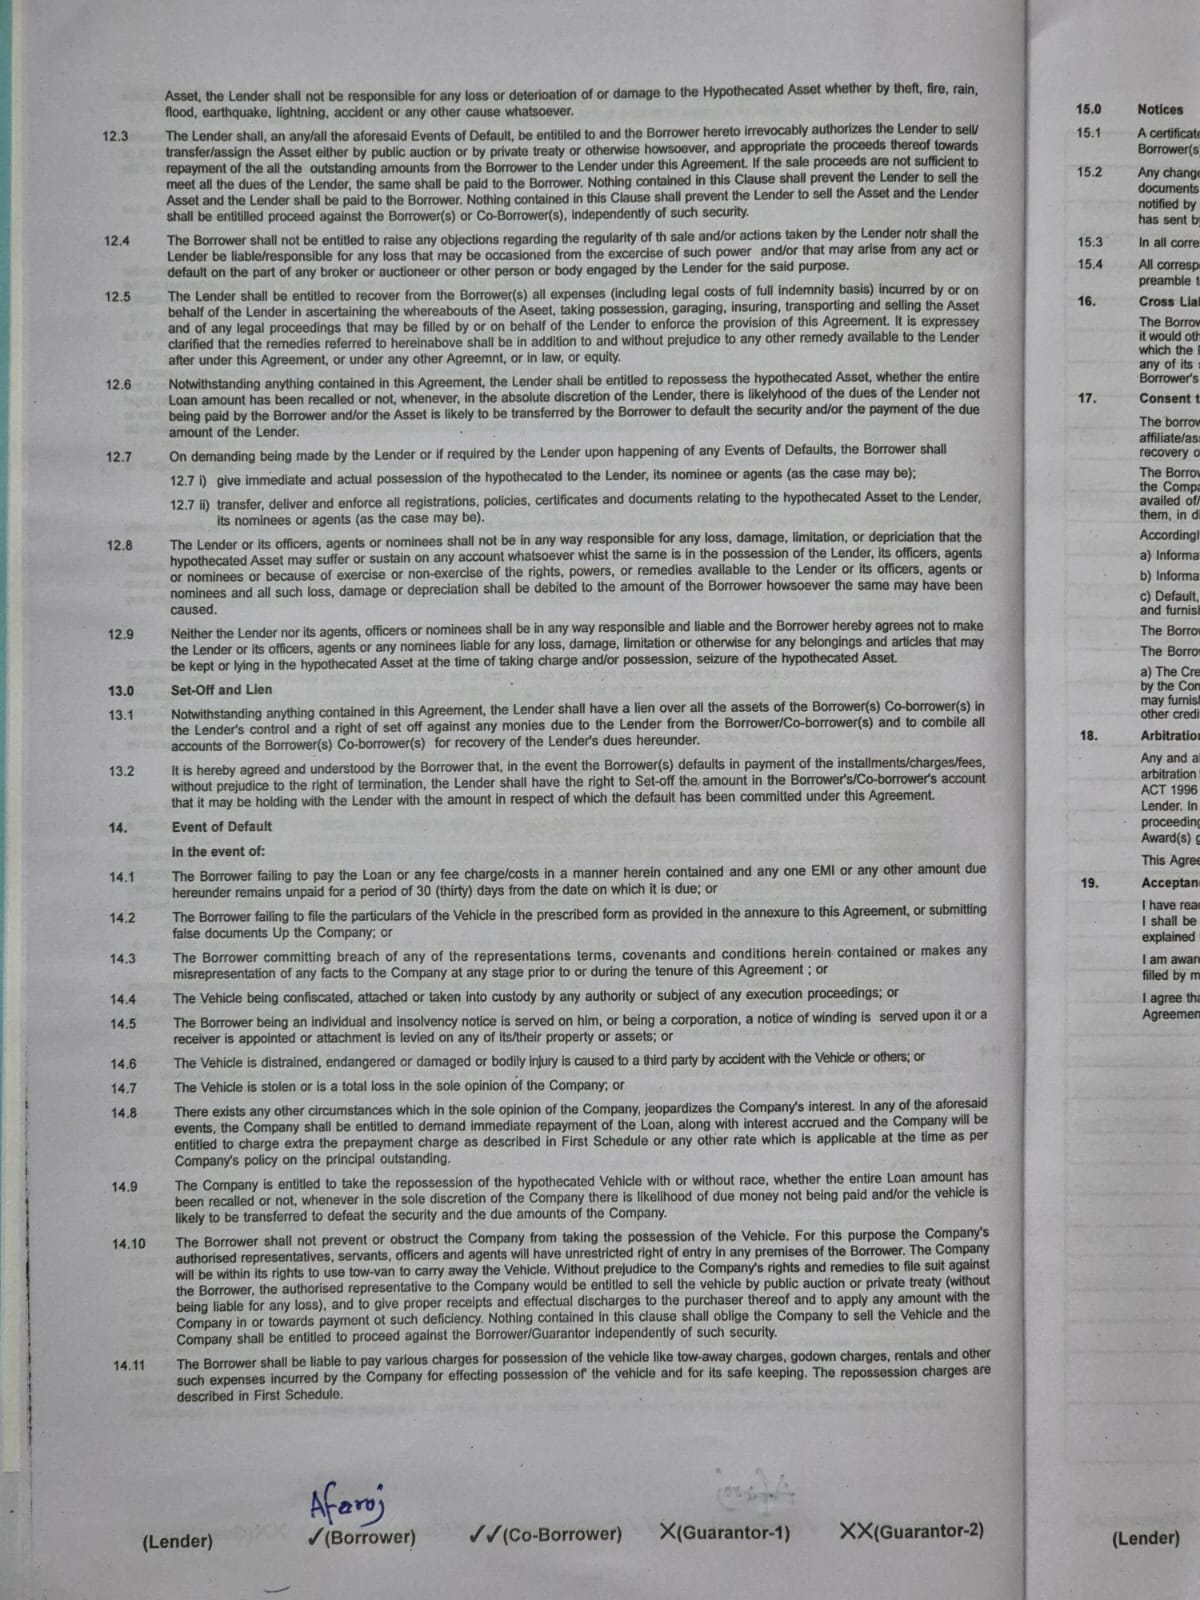 Asset, the Lender shall not be responsible for any loss or deterioation of or damage to the Hypothecated Asset whether by theft, fire, rain,
flood, earthquake, lightning, accident or any other cause whatsoever.
12.3 The Lender shall, an any/all the aforesaid Events of Default, be entitiled to and the Borrower hereto irrevocably authorizes the Lender to sell/
transfer/assign the Asset either by public auction or by private treaty or otherwise howsoever, and appropriate the proceeds thereof towards
repayment of the all the outstanding amounts from the Borrower to the Lender under this Agreement. If the sale proceeds are not sufficient to
meet all the dues of the Lender, the same shall be paid to the Borrower. Nothing contained in this Clause shall prevent the Lender to sell the
Asset and the Lender shall be paid to the Borrower. Nothing contained in this Clause shall prevent the Lender to sell the Asset and the Lender
shall be entitilled proceed against the Borrower(s) or Co-Borrower(s), independently of such security.
12.4 The Borrower shall not be entitled to raise any objections regarding the regularity of th sale and/or actions taken by the Lender notr shall the
Lender be liable/responsible for any loss that may be occasioned from the excercise of such power and/or that may arise from any act or
default on the part of any broker or auctioneer or other person or body engaged by the Lender for the said purpose.
12.5 The Lender shall be entitled to recover from the Borrower(s) all expenses (including legal costs of full indemnity basis) incurred by or on
behalf of the Lender in ascertaining the whereabouts of the Aseet, taking possession, garaging, insuring, transporting and selling the Asset
and of any legal proceedings that may be filled by or on behalf of the Lender to enforce the provision of this Agreement. It is expressey
clarified that the remedies referred to hereinabove shall be in addition to and without prejudice to any other remedy available to the Lender
after under this Agreement, or under any other Agreemnt, or in law, or equity.
12.6 Notwithstanding anything contained in this Agreement, the Lender shall be entitled to repossess the hypothecated Asset, whether the entire
Loan amount has been recalled or not, whenever, in the absolute discretion of the Lender, there is likelyhood of the dues of the Lender not
being paid by the Borrower and/or the Asset is likely to be transferred by the Borrower to default the security and/or the payment of the due
amount of the Lender.
12.7 On demanding being made by the Lender or if required by the Lender upon happening of any Events of Defaults, the Borrower shall
12.7 i) give immediate and actual possession of the hypothecated to the Lender, its nominee or agents (as the case may be);
12.7 ii) transfer, deliver and enforce all registrations, policies, certificates and documents relating to the hypothecated Asset to the Lender,
its nominees or agents (as the case may be).
12.8 The Lender or its officers, agents or nominees shall not be in any way responsible for any loss, damage, limitation, or depriciation that the
hypothecated Asset may suffer or sustain on any account whatsoever whist the same is in the possession of the Lender, its officers, agents
or nominees or because of exercise or non-exercise of the rights, powers, or remedies available to the Lender or its officers, agents or
nominees and all such loss, damage or depreciation shall be debited to the amount of the Borrower howsoever the same may have been
caused.
12.9 Neither the Lender nor its agents, officers or nominees shall be in any way responsible and liable and the Borrower hereby agrees not to make
the Lender or its officers, agents or any nominees liable for any loss, damage, limitation or otherwise for any belongings and articles that may
be kept or lying in the hypothecated Asset at the time of taking charge and/or possession, seizure of the hypothecated Asset.
13.0 Set-Off and Lien
13.1 Notwithstanding anything contained in this Agreement, the Lender shall have a lien over all the assets of the Borrower(s) Co-borrower(s) in
the Lender's control and a right of set off against any monies due to the Lender from the Borrower/Co-borrower(s) and to combile all
accounts of the Borrower(s) Co-borrower(s) for recovery of the Lender's dues hereunder.
13.2 It is hereby agreed and understood by the Borrower that, in the event the Borrower(s) defaults in payment of the installments/charges/fees,
without prejudice to the right of termination, the Lender shall have the right to Set-off the amount in the Borrower's/Co-borrower's account
that it may be holding with the Lender with the amount in respect of which the default has been committed under this Agreement.
14. Event of Default
In the event of:
14.1 The Borrower failing to pay the Loan or any fee charge/costs in a manner herein contained and any one EMI or any other amount due
hereunder remains unpaid for a period of 30 (thirty) days from the date on which it is due; or
14.2 The Borrower failing to file the particulars of the Vehicle in the prescribed form as provided in the annexure to this Agreement, or submitting
false documents Up the Company; or
14.3 The Borrower committing breach of any of the representations terms, covenants and conditions herein contained or makes any
misrepresentation of any facts to the Company at any stage prior to or during the tenure of this Agreement ; or
14.4 The Vehicle being confiscated, attached or taken into custody by any authority or subject of any execution proceedings; or
14.5 The Borrower being an individual and insolvency notice is served on him, or being a corporation, a notice of winding is served upon it or a
receiver is appointed or attachment is levied on any of its/their property or assets; or
14.6 The Vehicle is distrained, endangered or damaged or bodily injury is caused to a third party by accident with the Vehicle or others; or
14.7 The Vehicle is stolen or is a total loss in the sole opinion of the Company; or
14.8 There exists any other circumstances which in the sole opinion of the Company, jeopardizes the Company's interest. In any of the aforesaid
events, the Company shall be entitled to demand immediate repayment of the Loan, along with interest accrued and the Company will be
entitled to charge extra the prepayment charge as described in First Schedule or any other rate which is applicable at the time as per
Company's policy on the principal outstanding.
14.9 The Company is entitled to take the repossession of the hypothecated Vehicle with or without race, whether the entire Loan amount has
been recalled or not, whenever in the sole discretion of the Company there is likelihood of due money not being paid and/or the vehicle is
likely to be transferred to defeat the security and the due amounts of the Company.
14.10 The Borrower shall not prevent or obstruct the Company from taking the possession of the Vehicle. For this purpose the Company's
authorised representatives, servants, officers and agents will have unrestricted right of entry in any premises of the Borrower. The Company
will be within its rights to use tow-van to carry away the Vehicle. Without prejudice to the Company's rights and remedies to file suit against
the Borrower, the authorised representative to the Company would be entitled to sell the vehicle by public auction or private treaty (without
being liable for any loss), and to give proper receipts and effectual discharges to the purchaser thereof and to apply any amount with the
Company in or towards payment ot such deficiency. Nothing contained in this clause shall oblige the Company to sell the Vehicle and the
Company shall be entitled to proceed against the Borrower/Guarantor independently of such security.
14.11 The Borrower shall be liable to pay various charges for possession of the vehicle like tow-away charges, godown charges, rentals and other
such expenses incurred by the Company for effecting possession of the vehicle and for its safe keeping. The repossession charges are
described in First Schedule.
Afaroj
(Lender) ✓(Borrower) ✓✓(Co-Borrower) X(Guarantor-1) XX(Guarantor-2)
15.0 Notices
15.1 A certificate
Borrower(s)
15.2 Any change
documents
notified by
has sent by
15.3 In all corre
15.4 All corresp
preamble t
16. Cross Lia
The Borrow
it would oth
which the
any of its
Borrower's
17. Consent t
The borrow
affiliate/as
recovery o
The Borrow
the Compa
availed of/
them, in di
Accordingl
a) Informa
b) Informa
c) Default,
and furnish
The Borrow
The Borrow
a) The Cre
by the Com
may furnish
other credi
18. Arbitration
Any and a
arbitration
ACT 1996
Lender. In
proceeding
Award(s) g
This Agree
19. Acceptan
I have read
I shall be
explained
I am aware
filled by m
I agree tha
Agreemen
(Lender)